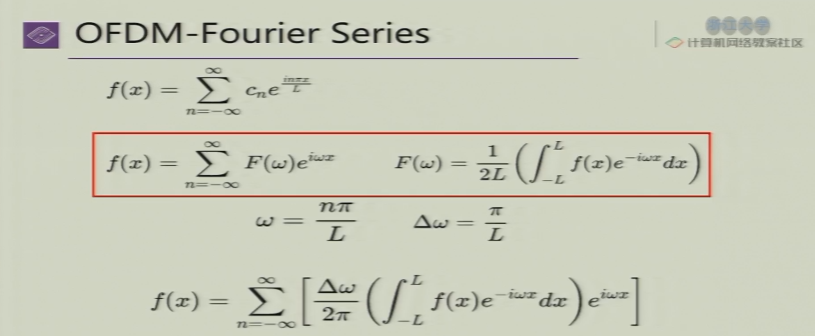 OFDM-Fourier Series
计算机网络教案社区
f(x) = \sum_{n=-\infty}^{\infty} c_n e^{\frac{in\pi x}{L}}
f(x) = \sum_{n=-\infty}^{\infty} F(\omega)e^{i\omega x}   F(\omega) = \frac{1}{2L} \left( \int_{-L}^{L} f(x)e^{-i\omega x} dx \right)
\omega = \frac{n\pi}{L}   \Delta\omega = \frac{\pi}{L}
f(x) = \sum_{n=-\infty}^{\infty} \left[ \frac{\Delta\omega}{2\pi} \left( \int_{-L}^{L} f(x)e^{-i\omega x} dx \right) e^{i\omega x} \right]